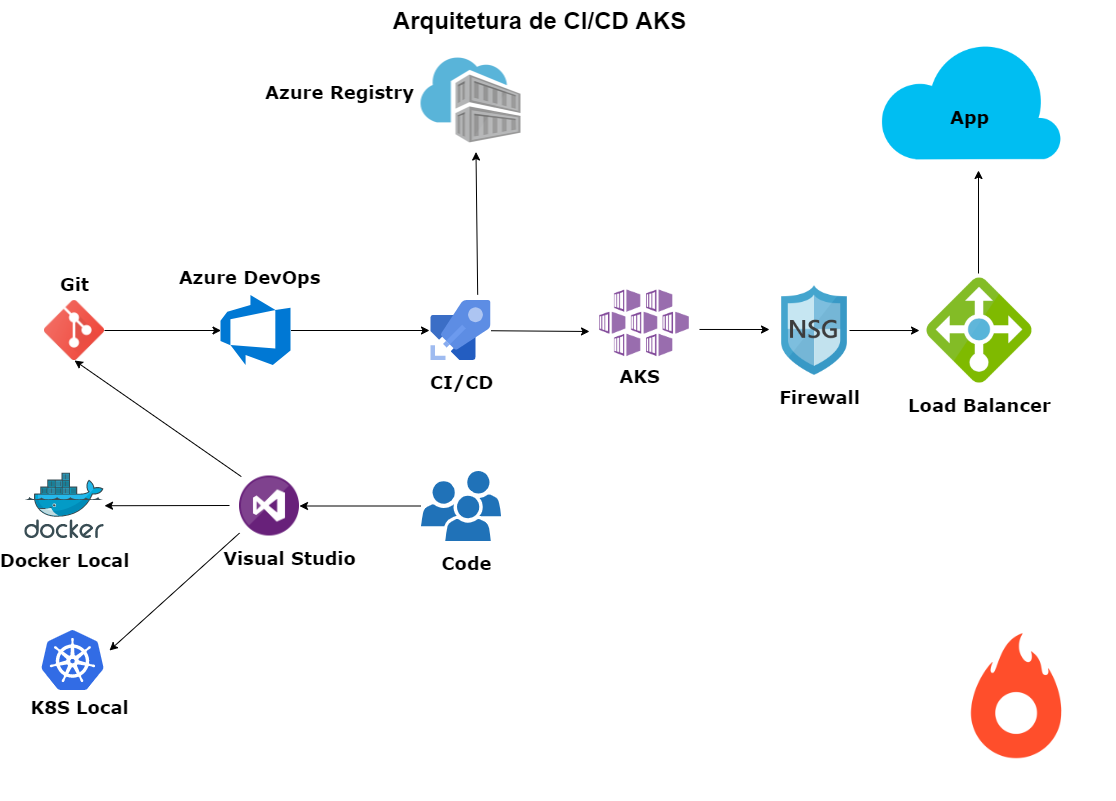 Arquitetura de CI/CD AKS
Azure Registry
App
Git
Azure DevOps
NSG
CI/CD
AKS
Firewall
Load Balancer
docker
Docker Local
Visual Studio
Code
K8S Local